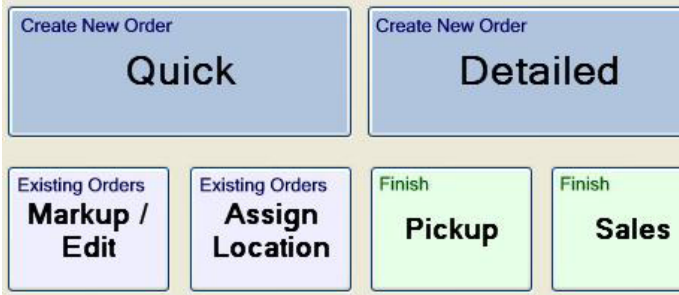 Create New Order
Quick
Create New Order
Detailed
Existing Orders
Markup /
Edit
Existing Orders
Assign
Location
Finish
Pickup
Finish
Sales